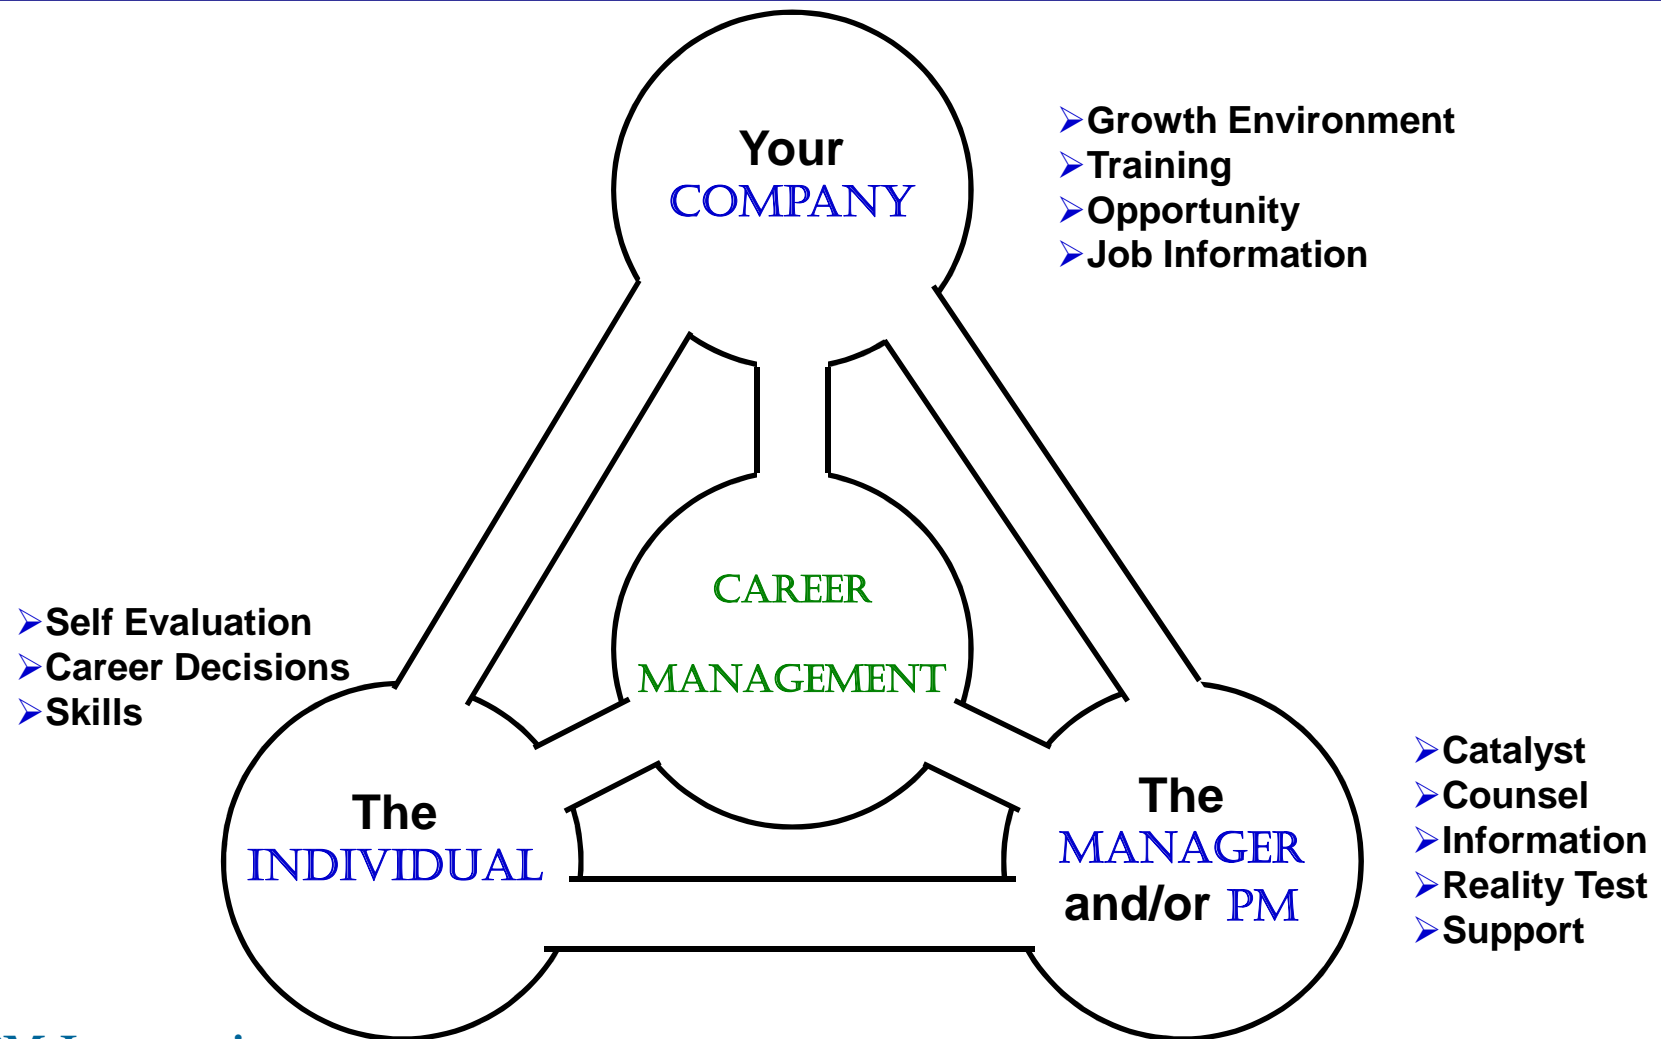 Your
COMPANY
➢Growth Environment
➢Training
➢Opportunity
➢Job Information
CAREER
MANAGEMENT
➢Self Evaluation
➢Career Decisions
➢Skills
The
INDIVIDUAL
The
MANAGER
and/or PM
➢Catalyst
➢Counsel
➢Information
➢Reality Test
➢Support